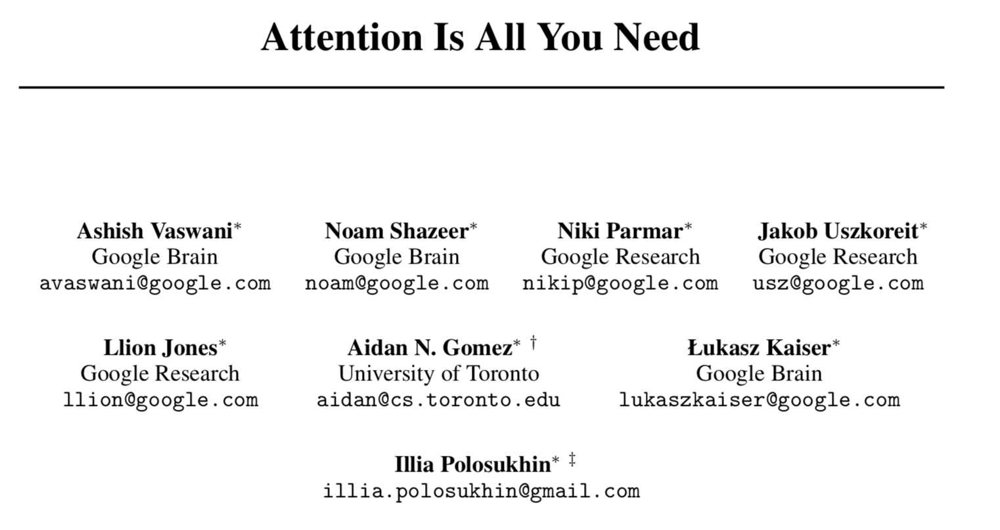 Attention Is All You Need
Ashish Vaswani* Noam Shazeer* Niki Parmar* Jakob Uszkoreit*
Google Brain Google Brain Google Research Google Research
avaswani@google.com noam@google.com nikip@google.com usz@google.com
Llion Jones* Aidan N. Gomez* † Łukasz Kaiser*
Google Research University of Toronto Google Brain
llion@google.com aidan@cs.toronto.edu lukaszkaiser@google.com
Illia Polosukhin* ‡
illia.polosukhin@gmail.com